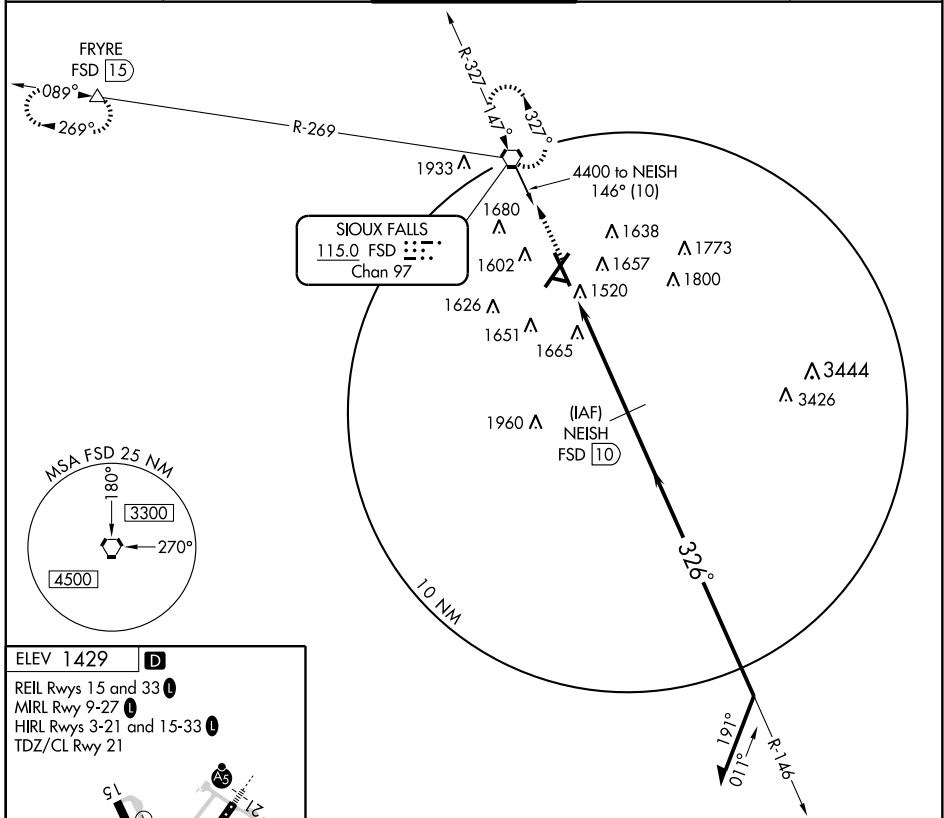 FRYRE
FSD 15
089°
269°
R-269
R-327
147°
327°
1933
4400 to NEISH
146° (10)
SIOUX FALLS
115.0 FSD
Chan 97
1680
1602
1638
1657
1773
1800
1520
1626
1651
1665
3444
3426
1960
(IAF)
NEISH
FSD 10
326°
10 NM
191°
011°
R-146
MSA FSD 25 NM
180°
3300
270°
4500
ELEV 1429 D
REIL Rwys 15 and 33 L
MIRL Rwy 9-27 L
HIRL Rwys 3-21 and 15-33 L
TDZ/CL Rwy 21
15
A5
21